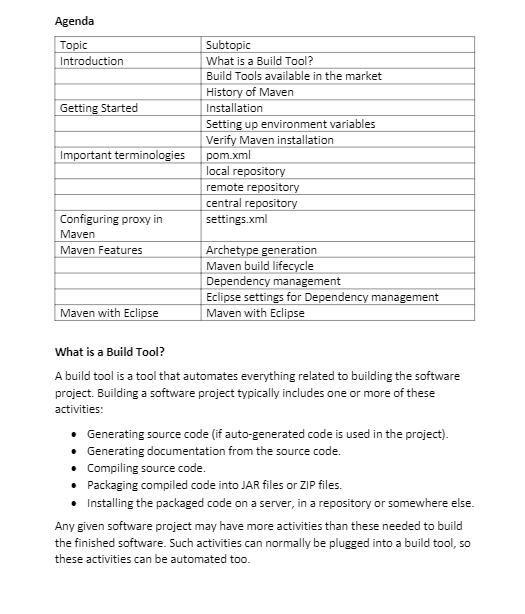 Agenda
Topic Subtopic
Introduction What is a Build Tool?
Build Tools available in the market
History of Maven
Getting Started Installation
Setting up environment variables
Verify Maven installation
Important terminologies pom.xml
local repository
remote repository
central repository
Configuring proxy in settings.xml
Maven
Maven Features Archetype generation
Maven build lifecycle
Dependency management
Eclipse settings for Dependency management
Maven with Eclipse Maven with Eclipse
What is a Build Tool?
A build tool is a tool that automates everything related to building the software
project. Building a software project typically includes one or more of these
activities:
• Generating source code (if auto-generated code is used in the project).
• Generating documentation from the source code.
• Compiling source code.
• Packaging compiled code into JAR files or ZIP files.
• Installing the packaged code on a server, in a repository or somewhere else.
Any given software project may have more activities than these needed to build
the finished software. Such activities can normally be plugged into a build tool, so
these activities can be automated too.